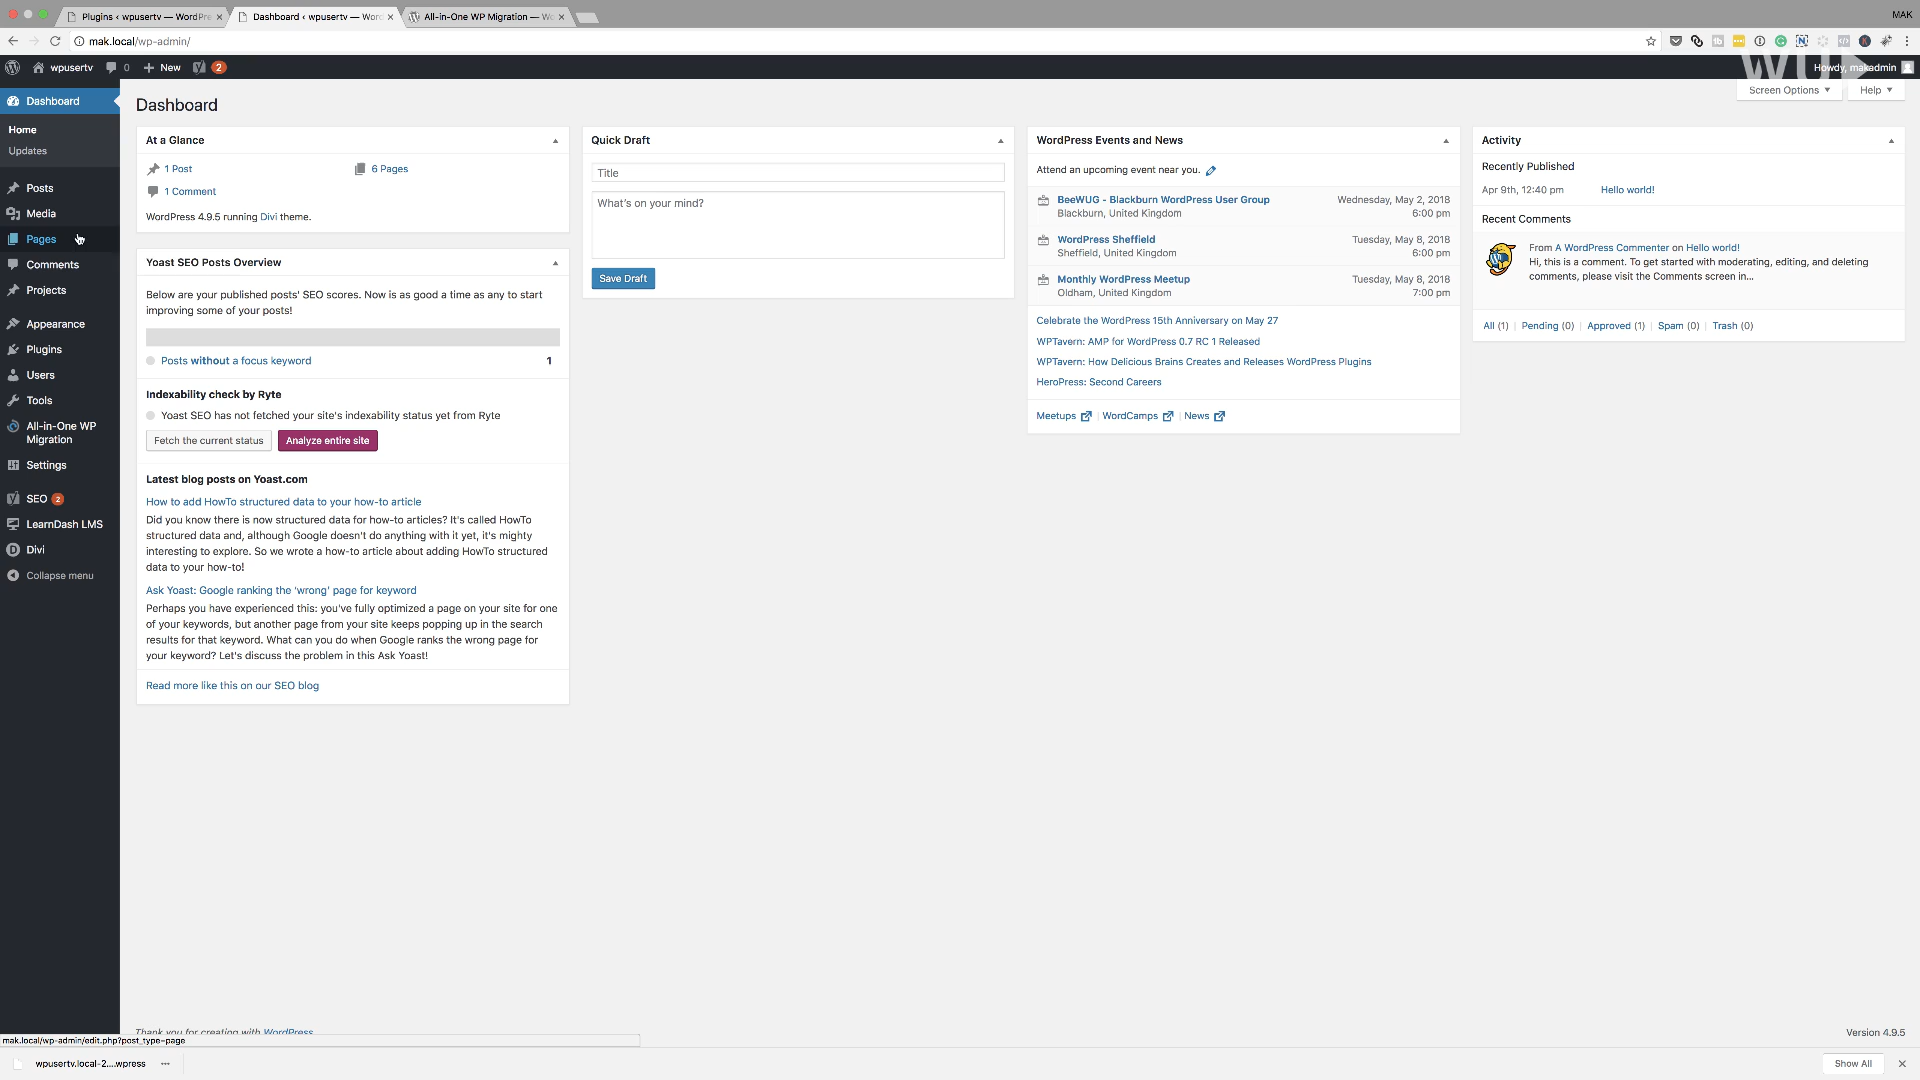 Plugins ‹ wpusertv — WordPre
Dashboard ‹ wpusertv — Word
All-in-One WP Migration — Wo
MAK
mak.local/wp-admin/
wpusertv
0
New
2
Howdy, makadmin
Screen Options
Help
Dashboard
Home
Updates
Posts
Media
Pages
Comments
Projects
Appearance
Plugins
Users
Tools
All-in-One WP
Migration
Settings
SEO 2
LearnDash LMS
Divi
Collapse menu
Dashboard
At a Glance
1 Post
6 Pages
1 Comment
WordPress 4.9.5 running Divi theme.
Yoast SEO Posts Overview
Below are your published posts' SEO scores. Now is as good a time as any to start
improving some of your posts!
Posts without a focus keyword 1
Indexability check by Ryte
Yoast SEO has not fetched your site's indexability status yet from Ryte
Fetch the current status
Analyze entire site
Latest blog posts on Yoast.com
How to add HowTo structured data to your how-to article
Did you know there is now structured data for how-to articles? It's called HowTo
structured data and, although Google doesn't do anything with it yet, it's mighty
interesting to explore. So we wrote a how-to article about adding HowTo structured
data to your how-to!
Ask Yoast: Google ranking the 'wrong' page for keyword
Perhaps you have experienced this: you've fully optimized a page on your site for one
of your keywords, but another page from your site keeps popping up in the search
results for that keyword. What can you do when Google ranks the wrong page for
your keyword? Let's discuss the problem in this Ask Yoast!
Read more like this on our SEO blog
Quick Draft
Title
What's on your mind?
Save Draft
WordPress Events and News
Attend an upcoming event near you.
BeeWUG - Blackburn WordPress User Group
Blackburn, United Kingdom
Wednesday, May 2, 2018
6:00 pm
WordPress Sheffield
Sheffield, United Kingdom
Tuesday, May 8, 2018
6:00 pm
Monthly WordPress Meetup
Oldham, United Kingdom
Tuesday, May 8, 2018
7:00 pm
Celebrate the WordPress 15th Anniversary on May 27
WPTavern: AMP for WordPress 0.7 RC 1 Released
WPTavern: How Delicious Brains Creates and Releases WordPress Plugins
HeroPress: Second Careers
Meetups | WordCamps | News
Activity
Recently Published
Apr 9th, 12:40 pm Hello world!
Recent Comments
From A WordPress Commenter on Hello world!
Hi, this is a comment. To get started with moderating, editing, and deleting
comments, please visit the Comments screen in...
All (1) | Pending (0) | Approved (1) | Spam (0) | Trash (0)
Thank you for creating with WordPress
Version 4.9.5
mak.local/wp-admin/edit.php?post_type=page
wpusertv.local-2....wpress
Show All